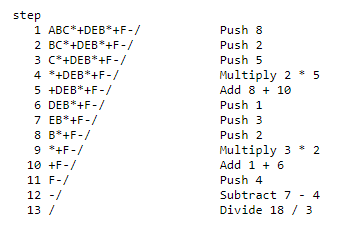 step
1 ABC*+DEB*+F-/ Push 8
2 BC*+DEB*+F-/ Push 2
3 C*+DEB*+F-/ Push 5
4 *+DEB*+F-/ Multiply 2 * 5
5 +DEB*+F-/ Add 8 + 10
6 DEB*+F-/ Push 1
7 EB*+F-/ Push 3
8 B*+F-/ Push 2
9 *+F-/ Multiply 3 * 2
10 +F-/ Add 1 + 6
11 F-/ Push 4
12 -/ Subtract 7 - 4
13 / Divide 18 / 3